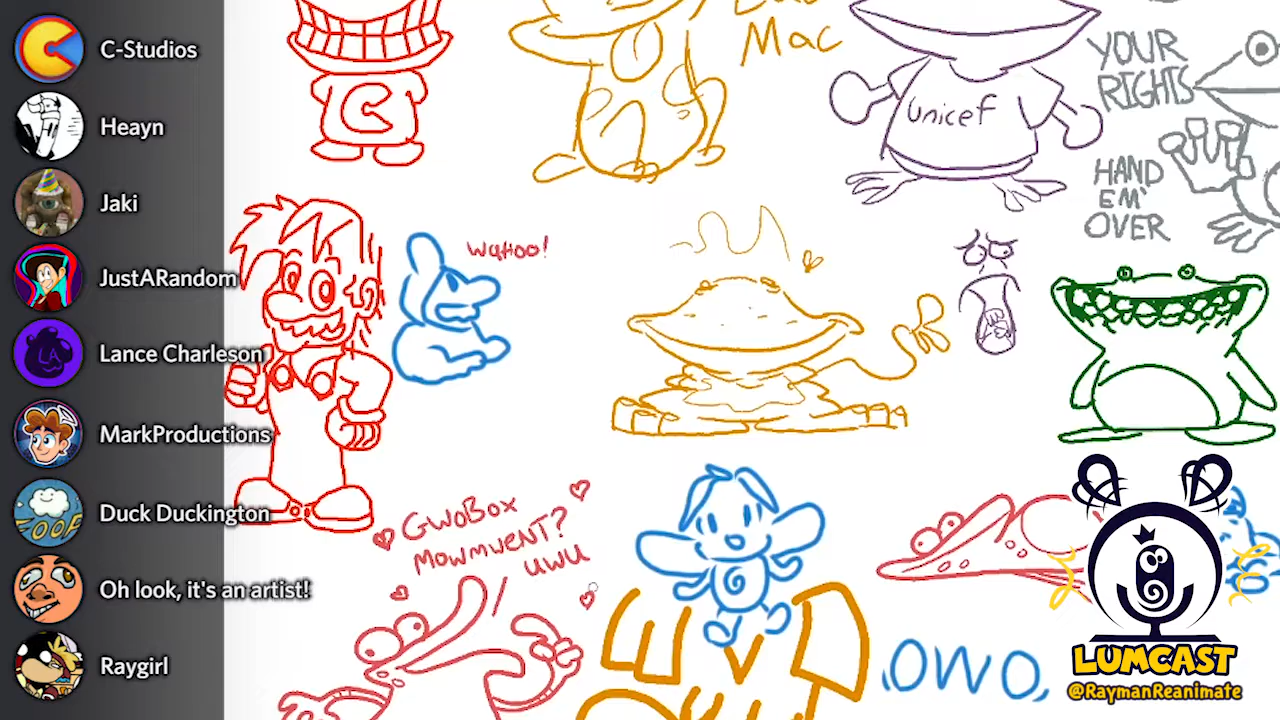 C-Studios
Heayn
Jaki
JustARandom
Lance Charleson
MarkProductions
Duck Duckington
Oh look, it's an artist!
Raygirl
Mac
C
unicef
YOUR
RIGHTS
HAND
EM'
OVER
wahoo!
GWOBOX
MOWMWENT?
UWU
OWO
LUMCAST
@RaymanReanimate